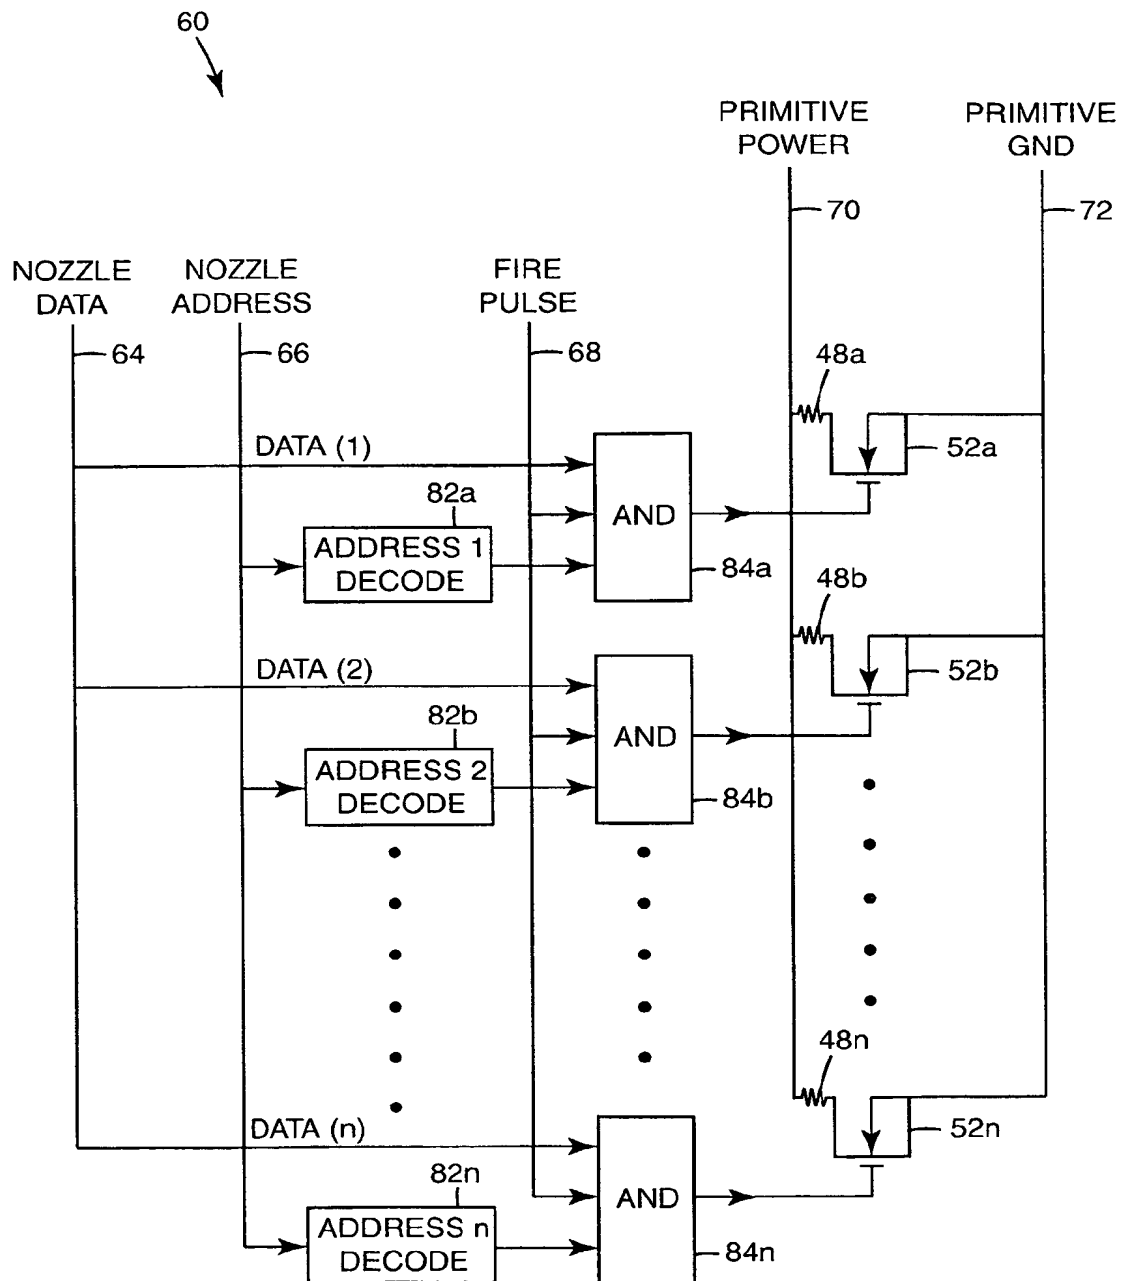 60
PRIMITIVE
POWER
PRIMITIVE
GND
70
72
NOZZLE
DATA
NOZZLE
ADDRESS
FIRE
PULSE
64
66
68
48a
52a
DATA (1)
82a
ADDRESS 1
DECODE
AND
84a
48b
52b
DATA (2)
82b
ADDRESS 2
DECODE
AND
84b
48n
52n
DATA (n)
82n
ADDRESS n
DECODE
AND
84n